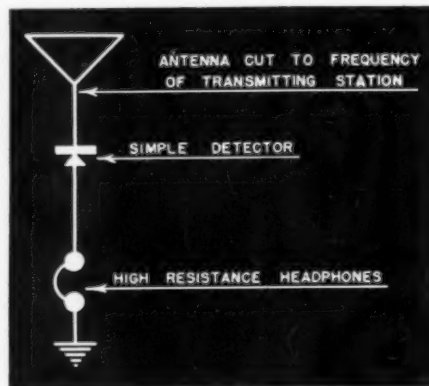 ANTENNA CUT TO FREQUENCY
OF TRANSMITTING STATION
SIMPLE DETECTOR
HIGH RESISTANCE HEADPHONES